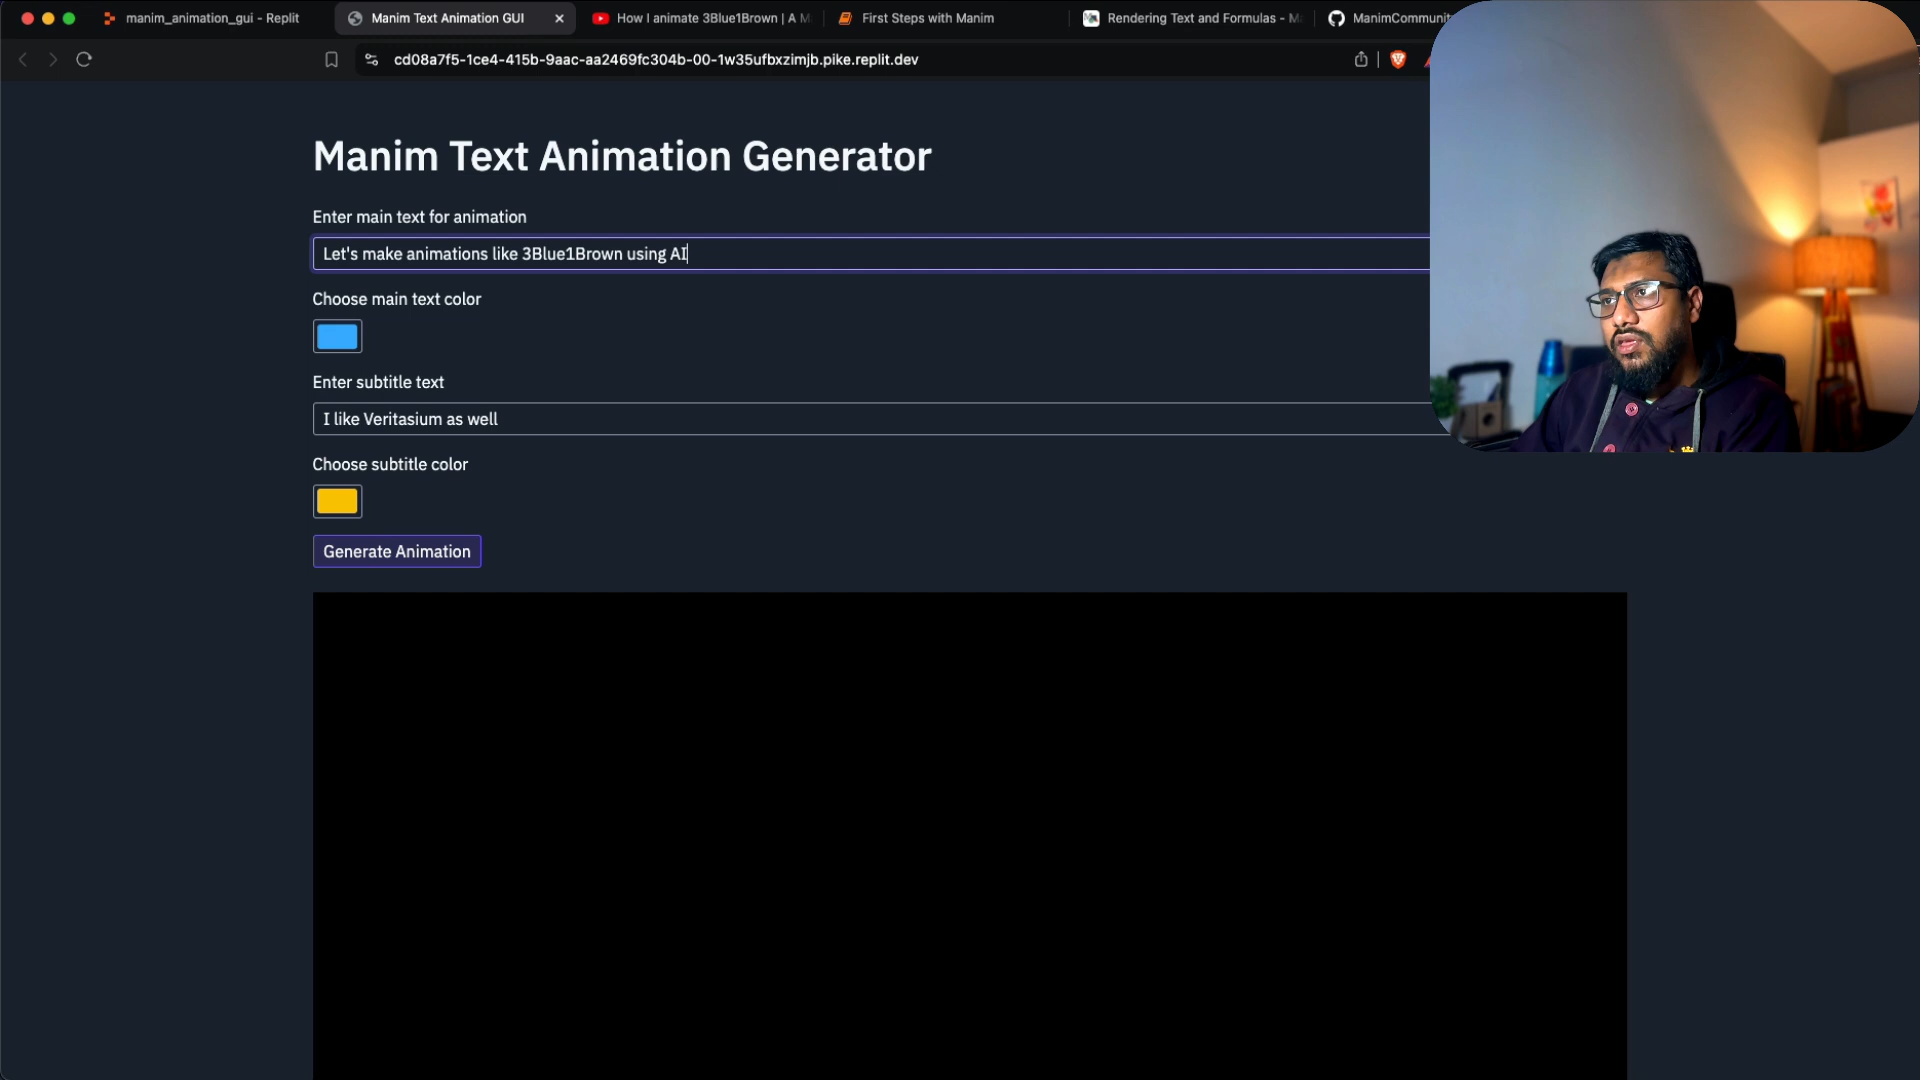 manim_animation_gui - Replit
Manim Text Animation GUI
How I animate 3Blue1Brown | A M
First Steps with Manim
Rendering Text and Formulas - M
ManimCommunit
cd08a7f5-1ce4-415b-9aac-aa2469fc304b-00-1w35ufbxzimjb.pike.replit.dev
Manim Text Animation Generator
Enter main text for animation
Let's make animations like 3Blue1Brown using AI
Choose main text color
Enter subtitle text
I like Veritasium as well
Choose subtitle color
Generate Animation